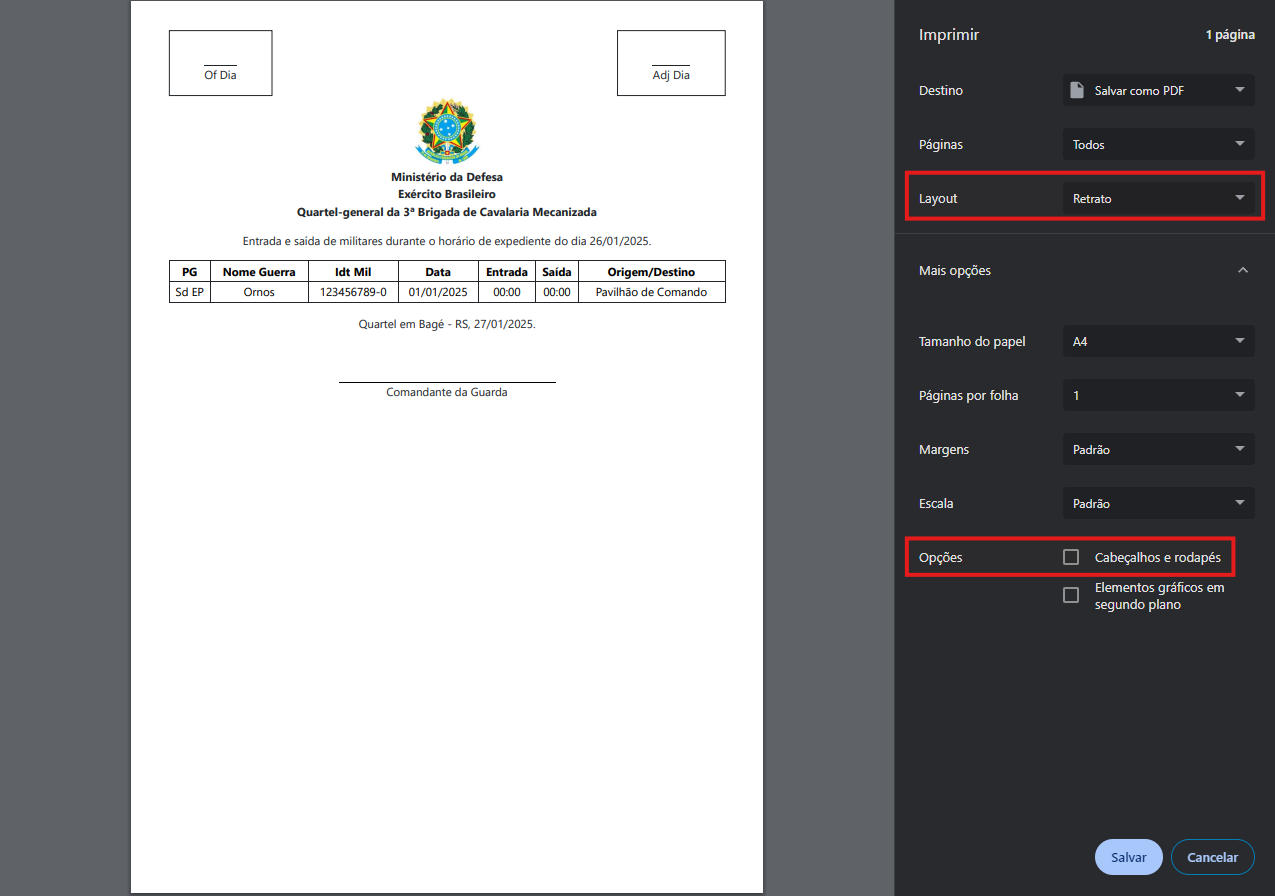 Of Dia
Adj Dia
Ministério da Defesa
Exército Brasileiro
Quartel-general da 3ª Brigada de Cavalaria Mecanizada
Entrada e saída de militares durante o horário de expediente do dia 26/01/2025.
PG Nome Guerra Idt Mil Data Entrada Saída Origem/Destino
Sd EP Ornos 123456789-0 01/01/2025 00:00 00:00 Pavilhão de Comando
Quartel em Bagé - RS, 27/01/2025.
Comandante da Guarda
Imprimir 1 página
Destino Salvar como PDF
Páginas Todos
Layout Retrato
Mais opções
Tamanho do papel A4
Páginas por folha 1
Margens Padrão
Escala Padrão
Opções Cabeçalhos e rodapés
Elementos gráficos em
segundo plano
Salvar Cancelar